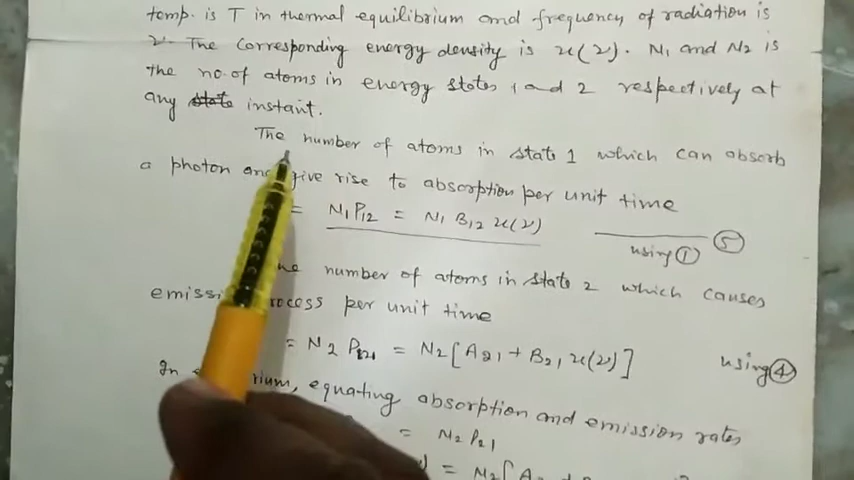 temp. is T in thermal equilibrium and frequency of radiation is
ν. The corresponding energy density is u(ν). N1 and N2 is
the no. of atoms in energy states 1 and 2 respectively at
any state instant.
The number of atoms in state 1 which can absorb
a photon and give rise to absorption per unit time
= N1P12 = N1 B12 u(ν) ⑤
using ①
number of atoms in state 2 which causes
process per unit time
= N2 P21 = N2[A21 + B21 u(ν)] using ④
In equating absorption and emission rates
= N2 P21
= N2[